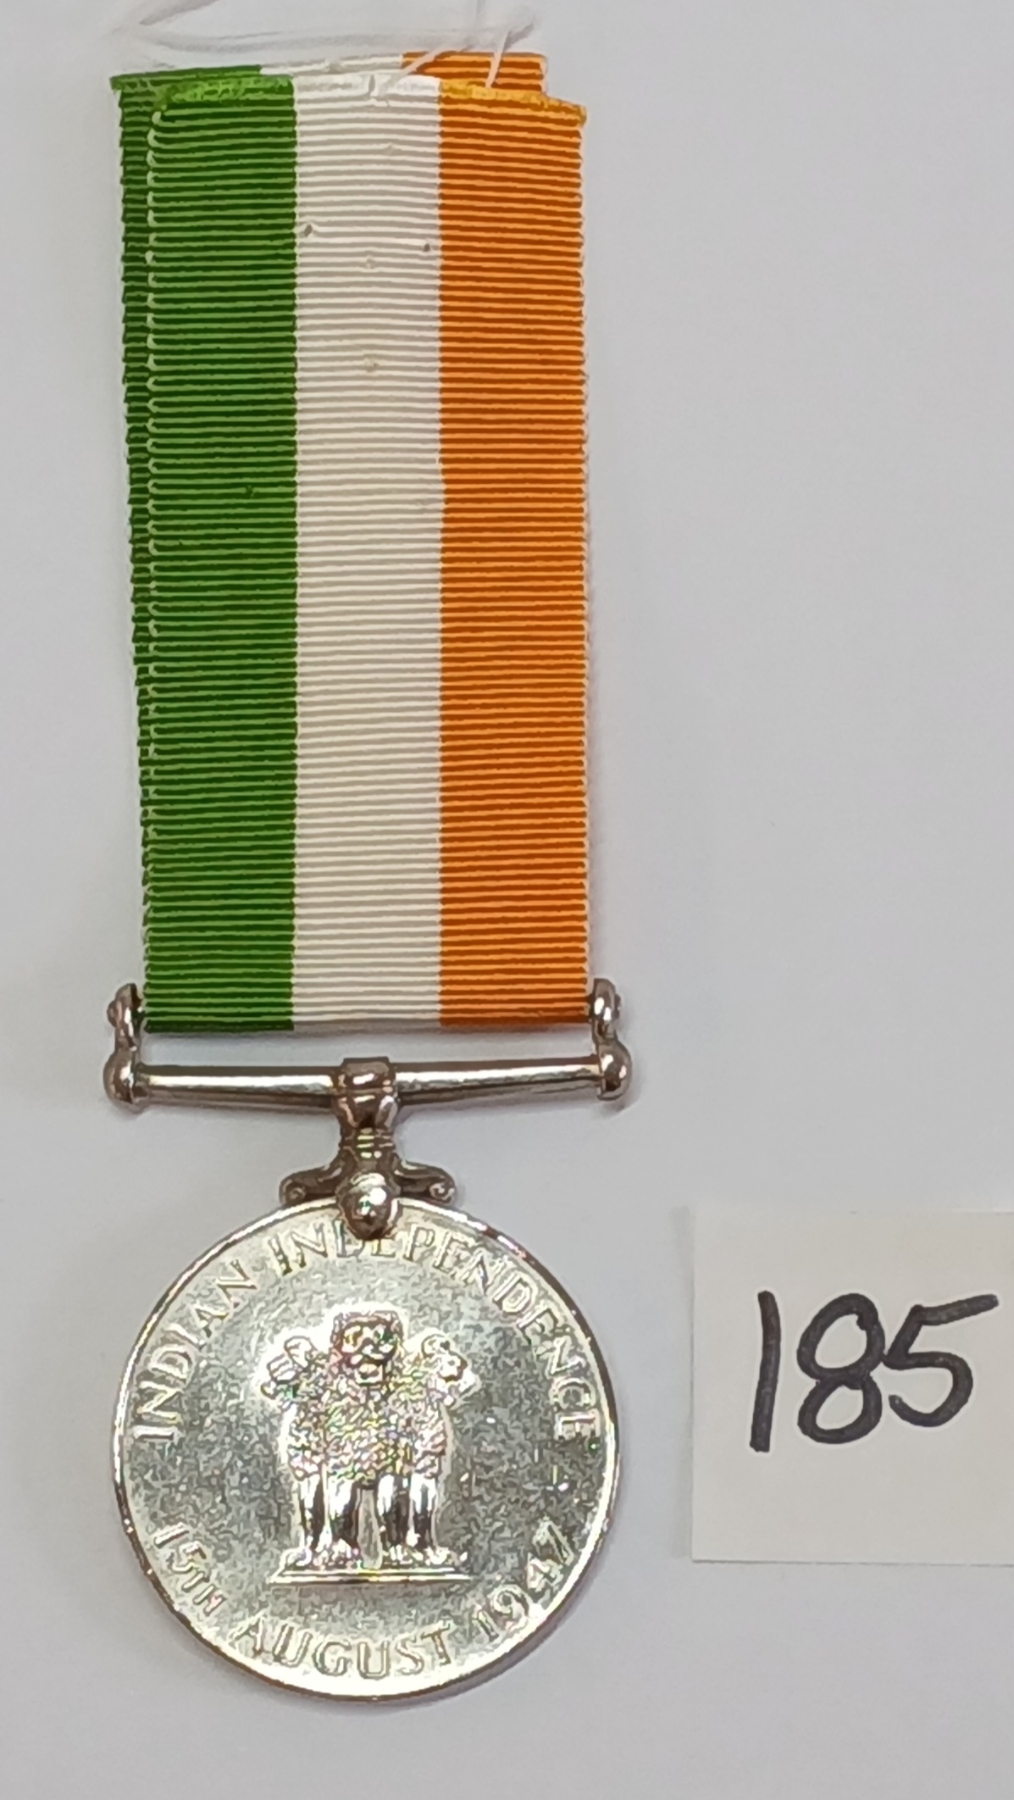 INDIAN INDEPENDENCE
15TH AUGUST 1947
185